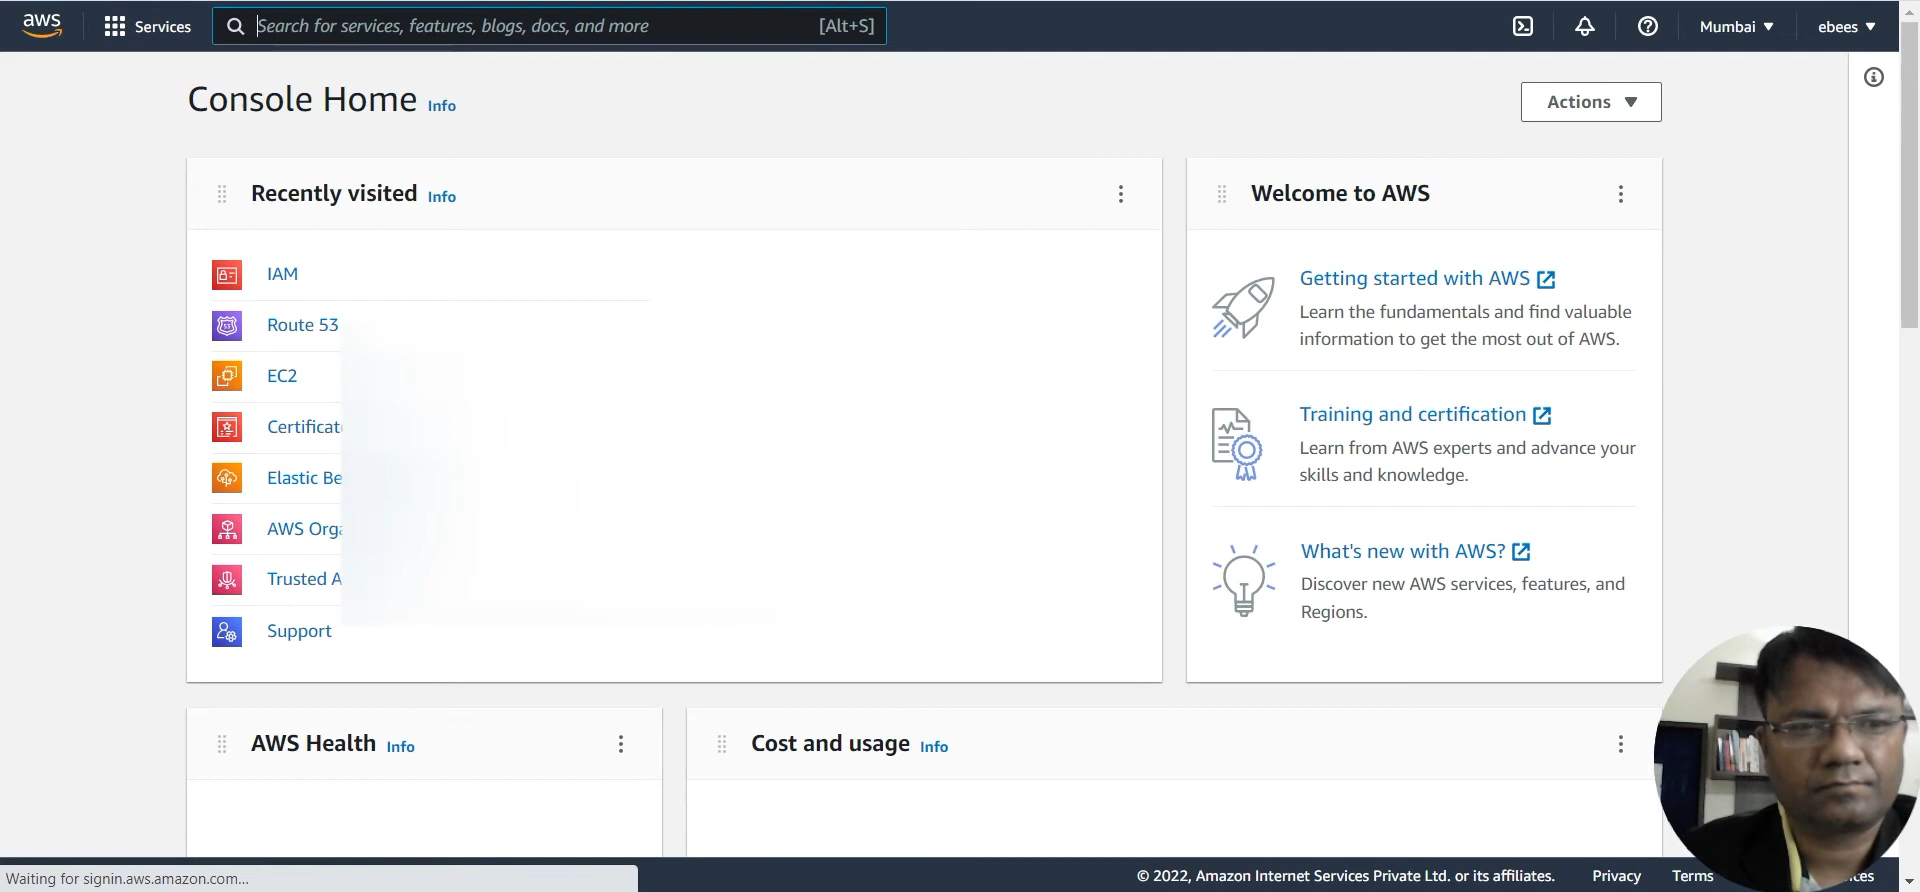 aws
Services
Search for services, features, blogs, docs, and more [Alt+S]
Mumbai ▼
ebees ▼
Console Home Info
Actions ▼
Recently visited Info
IAM
Route 53
EC2
Elastic
AWS
Trusted
Support
Welcome to AWS
Getting started with AWS
Learn the fundamentals and find valuable
information to get the most out of AWS.
Training and certification
Learn from AWS experts and advance your
skills and knowledge.
What's new with AWS?
Discover new AWS services, features, and
Regions.
AWS Health Info
Cost and usage Info
Waiting for signin.aws.amazon.com...
© 2022, Amazon Internet Services Private Ltd. or its affiliates.
Privacy
Terms